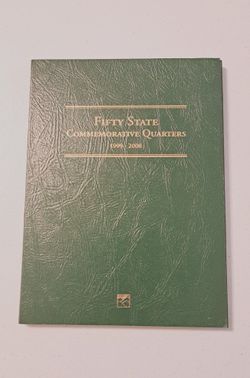 FIFTY STATE
COMMEMORATIVE QUARTERS
1999 - 2008